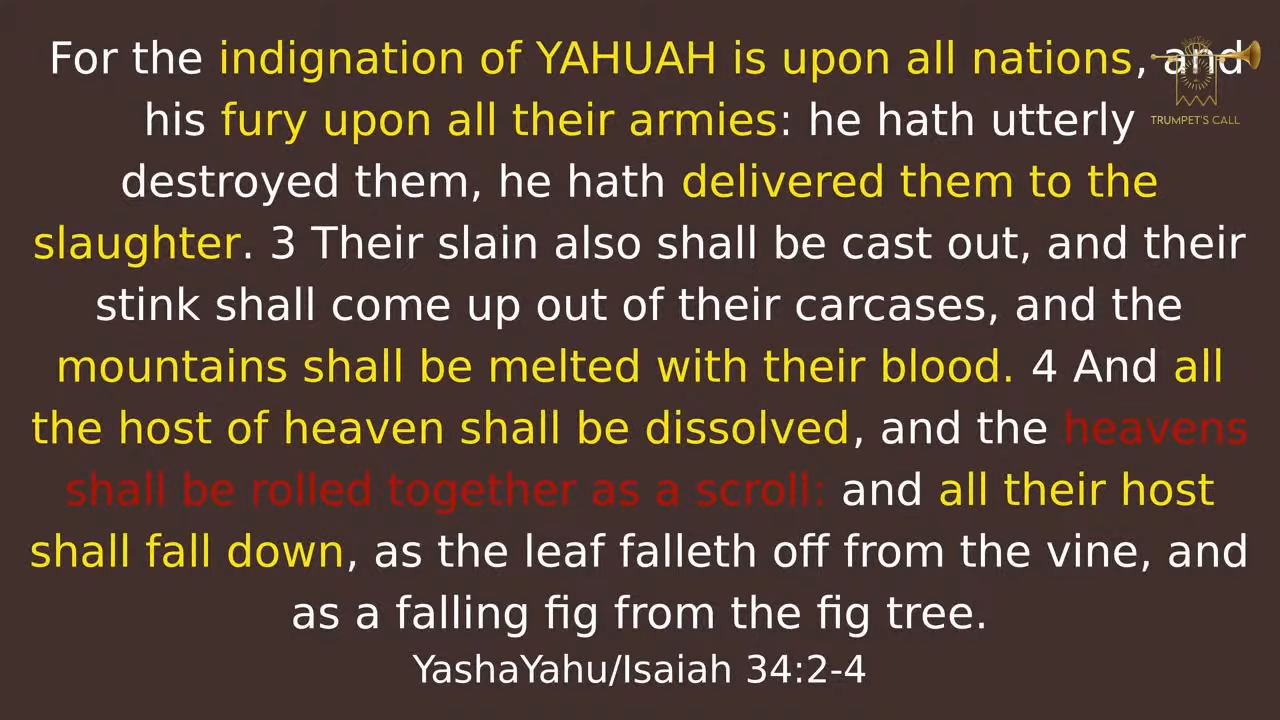 For the indignation of YAHUAH is upon all nations, and
his fury upon all their armies: he hath utterly
destroyed them, he hath delivered them to the
slaughter. 3 Their slain also shall be cast out, and their
stink shall come up out of their carcases, and the
mountains shall be melted with their blood. 4 And all
the host of heaven shall be dissolved, and the heavens
shall be rolled together as a scroll: and all their host
shall fall down, as the leaf falleth off from the vine, and
as a falling fig from the fig tree.
YashaYahu/Isaiah 34:2-4
TRUMPET'S CALL